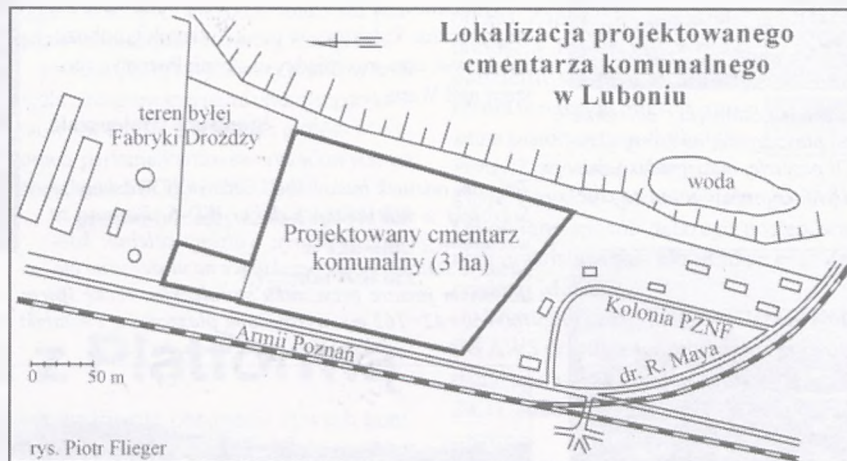 Lokalizacja projektowanego
cmentarza komunalnego
w Luboniu
teren byłej
Fabryki Drożdży
woda
Projektowany cmentarz
komunalny (3 ha)
Kolonia PZNF
dr. R. Maya
Armii Poznań
0 50 m
rys. Piotr Flieger